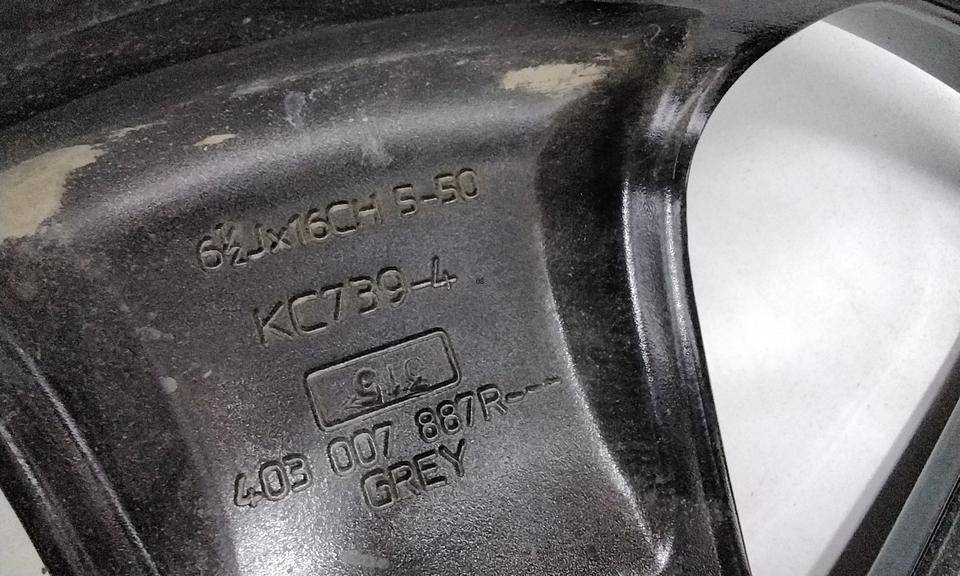 6½Jx16CH 5-50
KC739-4
403 007 887R---
GREY